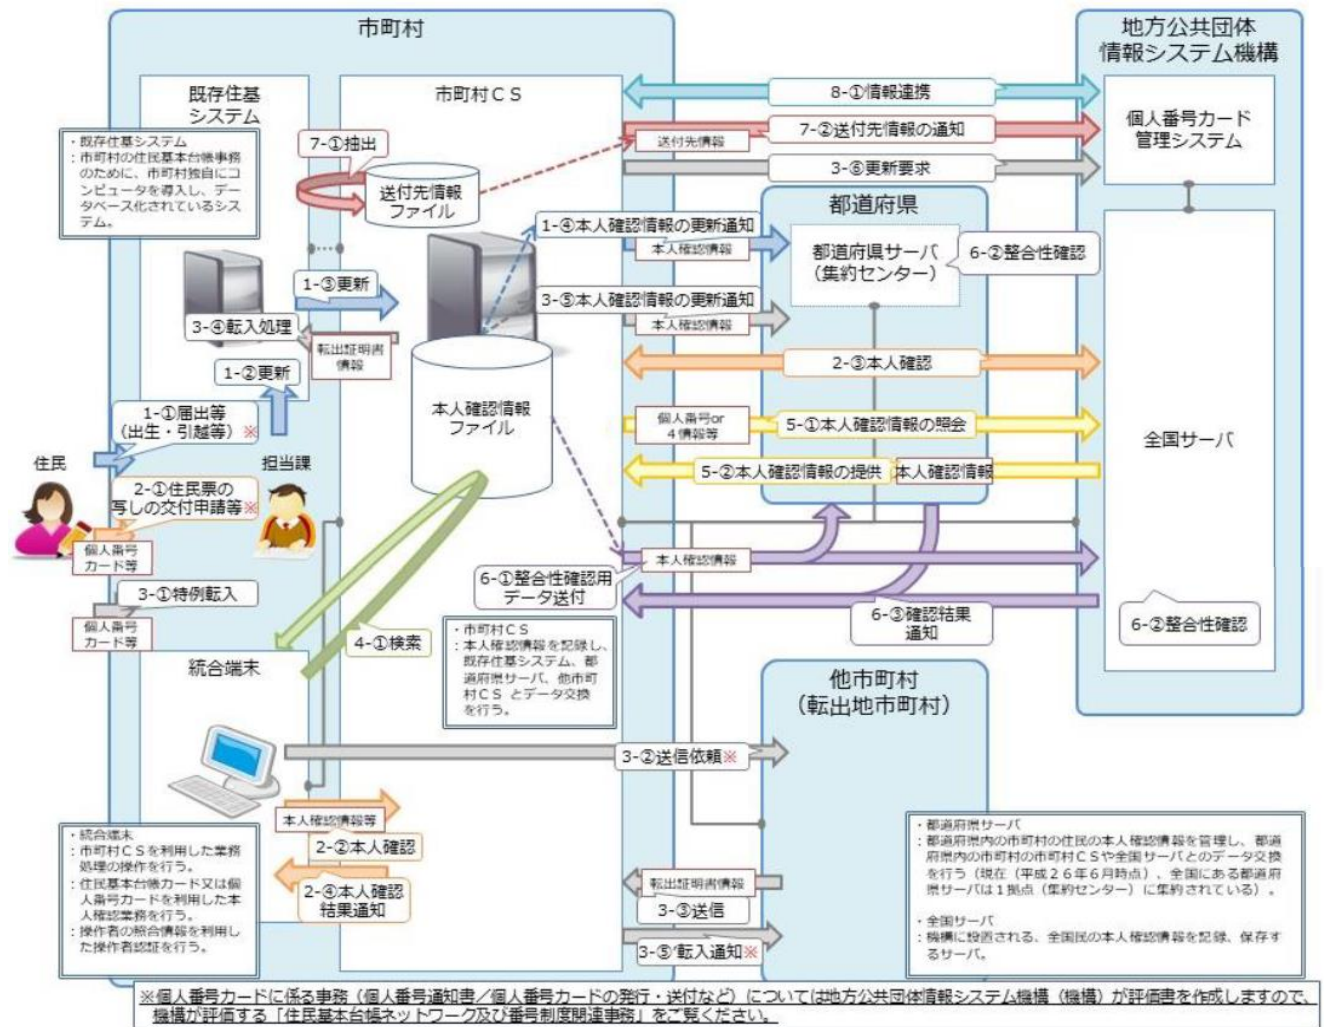 市町村
地方公共団体
情報システム機構
既存住基
システム
市町村CS
8-①情報連携
個人番号カード
管理システム
・既存住基システム
：市町村の住民基本台帳事務
のために、市町村独自にコ
ンピュータを導入し、デー
タベース化されているシス
テム。
7-①抽出
送付先情報
ファイル
送付先情報
7-②送付先情報の通知
3-⑥更新要求
都道府県
1-④本人確認情報の更新通知
本人確認情報
都道府県サーバ
（集約センター）
6-②整合性確認
1-③更新
3-⑤本人確認情報の更新通知
本人確認情報
3-④転入処理
転出証明書
情報
2-③本人確認
1-②更新
本人確認情報
ファイル
1-①届出等
（出生・引越等）※
個人番号or
４情報等
5-①本人確認情報の照会
全国サーバ
住民
担当課
5-②本人確認情報の提供
本人確認情報
2-①住民票の
写しの交付申請等※
個人番号
カード等
本人確認情報
6-①整合性確認用
データ送付
3-①特例転入
個人番号
カード等
6-③確認結果
通知
6-②整合性確認
4-①検索
・市町村CS
：本人確認情報を記録し、
既存住基システム、都
道府県サーバ、他市町
村CS とデータ交換
を行う。
統合端末
他市町村
（転出地市町村）
3-②送信依頼※
本人確認情報等
2-②本人確認
2-④本人確認
結果通知
・統合端末
：市町村CSを利用した業務
処理の操作を行う。
：住民基本台帳カード又は個
人番号カードを利用した本
人確認業務を行う。
：操作者の照合情報を利用し
た操作者認証を行う。
転出証明書情報
3-③送信
3-⑤'転入通知※
・都道府県サーバ
：都道府県内の市町村の住民の本人確認情報を管理し、都道
府県内の市町村の市町村CSや全国サーバとのデータ交換
を行う（現在（平成２６年６月時点）、全国にある都道府
県サーバは１拠点（集約センター）に集約されている）。
・全国サーバ
：機構に設置される、全国民の本人確認情報を記録、保存す
るサーバ。
※個人番号カードに係る事務（個人番号通知書／個人番号カードの発行・送付など）については地方公共団体情報システム機構（機構）が評価書を作成しますので、
機構が評価する「住民基本台帳ネットワーク及び番号制度関連事務」をご覧ください。